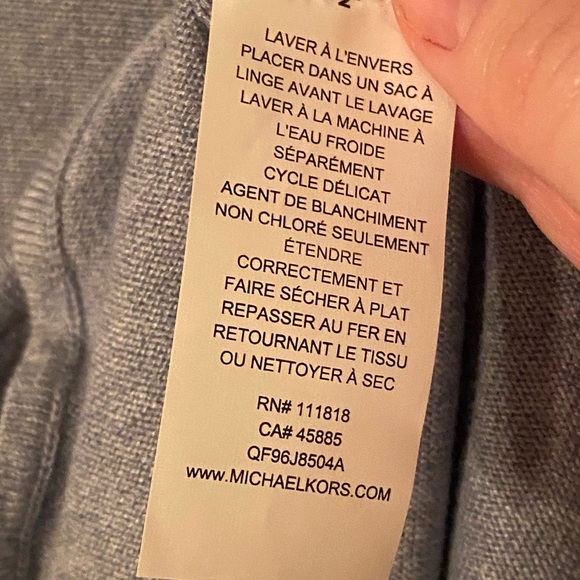 2
LAVER À L'ENVERS
PLACER DANS UN SAC À
LINGE AVANT LE LAVAGE
LAVER À LA MACHINE À
L'EAU FROIDE
SÉPARÉMENT
CYCLE DÉLICAT
AGENT DE BLANCHIMENT
NON CHLORÉ SEULEMENT
ÉTENDRE
CORRECTEMENT ET
FAIRE SÉCHER À PLAT
REPASSER AU FER EN
RETOURNANT LE TISSU
OU NETTOYER À SEC
RN# 111818
CA# 45885
QF96J8504A
WWW.MICHAELKORS.COM